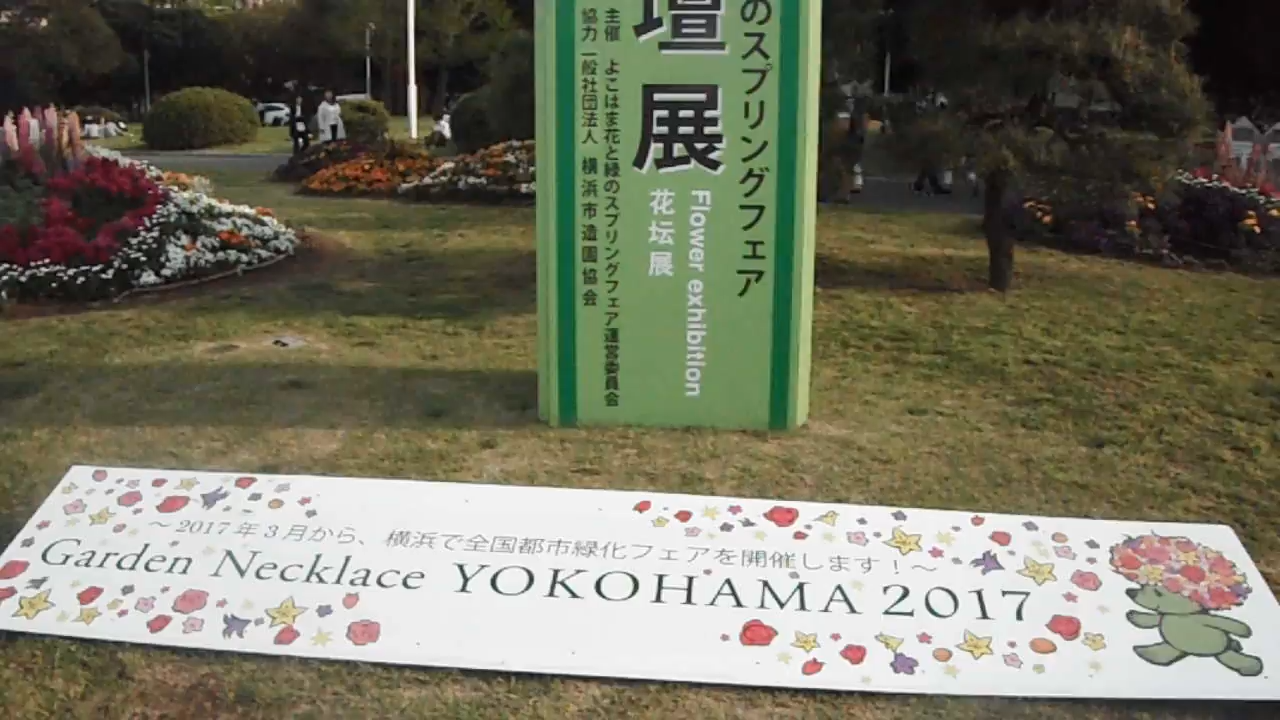 のスプリングフェア
壇展
Flower exhibition
花坛展
主催 よこはま花と緑のスプリングフェア運営委員会
協力 一般社団法人 横浜市造園協会
～2017年3月から、横浜で全国都市緑化フェアを開催します！～
Garden Necklace YOKOHAMA 2017